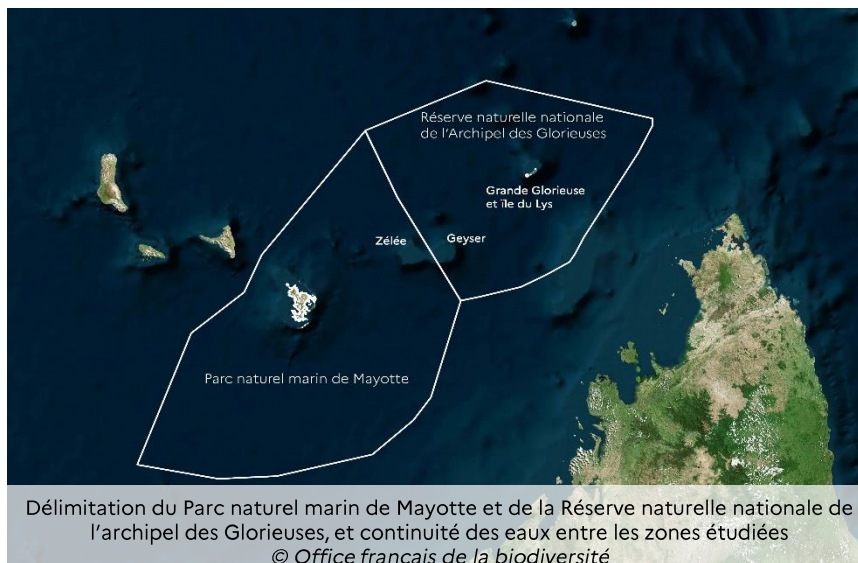 Réserve naturelle nationale
de l'Archipel des Glorieuses
Grande Glorieuse
et île du Lys
Zélée
Geyser
Parc naturel marin de Mayotte
Délimitation du Parc naturel marin de Mayotte et de la Réserve naturelle nationale de
l'archipel des Glorieuses, et continuité des eaux entre les zones étudiées
© Office français de la biodiversité